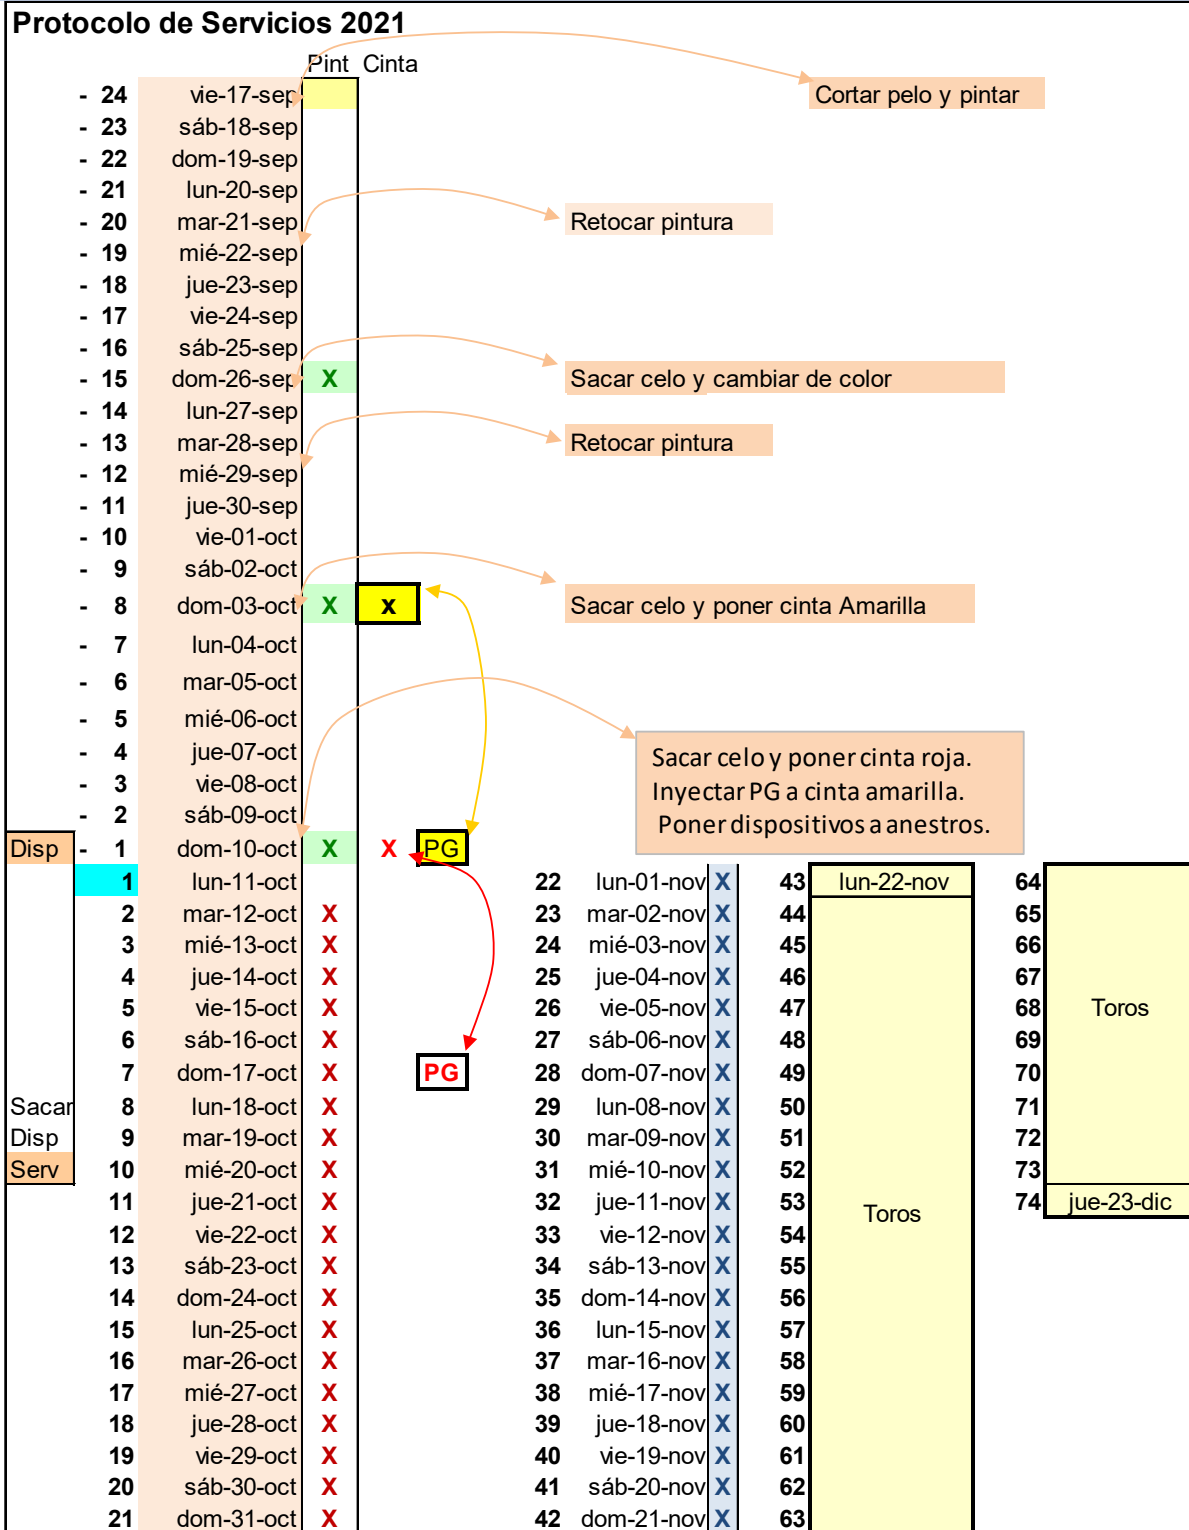 Protocolo de Servicios 2021
Pint Cinta
- 24 vie-17-sep Cortar pelo y pintar
- 23 sáb-18-sep
- 22 dom-19-sep
- 21 lun-20-sep
- 20 mar-21-sep Retocar pintura
- 19 mié-22-sep
- 18 jue-23-sep
- 17 vie-24-sep
- 16 sáb-25-sep
- 15 dom-26-sep X Sacar celo y cambiar de color
- 14 lun-27-sep
- 13 mar-28-sep Retocar pintura
- 12 mié-29-sep
- 11 jue-30-sep
- 10 vie-01-oct
- 9 sáb-02-oct
- 8 dom-03-oct X x Sacar celo y poner cinta Amarilla
- 7 lun-04-oct
- 6 mar-05-oct
- 5 mié-06-oct
- 4 jue-07-oct
- 3 vie-08-oct
- 2 sáb-09-oct
Sacar celo y poner cinta roja.
Inyectar PG a cinta amarilla.
Poner dispositivos a anestros.
Disp - 1 dom-10-oct X X PG
1 lun-11-oct 22 lun-01-nov X 43 lun-22-nov 64
2 mar-12-oct X 23 mar-02-nov X 44 65
3 mié-13-oct X 24 mié-03-nov X 45 66
4 jue-14-oct X 25 jue-04-nov X 46 67
5 vie-15-oct X 26 vie-05-nov X 47 68 Toros
6 sáb-16-oct X 27 sáb-06-nov X 48 69
7 dom-17-oct X PG 28 dom-07-nov X 49 70
Sacar 8 lun-18-oct X 29 lun-08-nov X 50 71
Disp 9 mar-19-oct X 30 mar-09-nov X 51 72
Serv 10 mié-20-oct X 31 mié-10-nov X 52 73
11 jue-21-oct X 32 jue-11-nov X 53 Toros 74 jue-23-dic
12 vie-22-oct X 33 vie-12-nov X 54
13 sáb-23-oct X 34 sáb-13-nov X 55
14 dom-24-oct X 35 dom-14-nov X 56
15 lun-25-oct X 36 lun-15-nov X 57
16 mar-26-oct X 37 mar-16-nov X 58
17 mié-27-oct X 38 mié-17-nov X 59
18 jue-28-oct X 39 jue-18-nov X 60
19 vie-29-oct X 40 vie-19-nov X 61
20 sáb-30-oct X 41 sáb-20-nov X 62
21 dom-31-oct X 42 dom-21-nov X 63